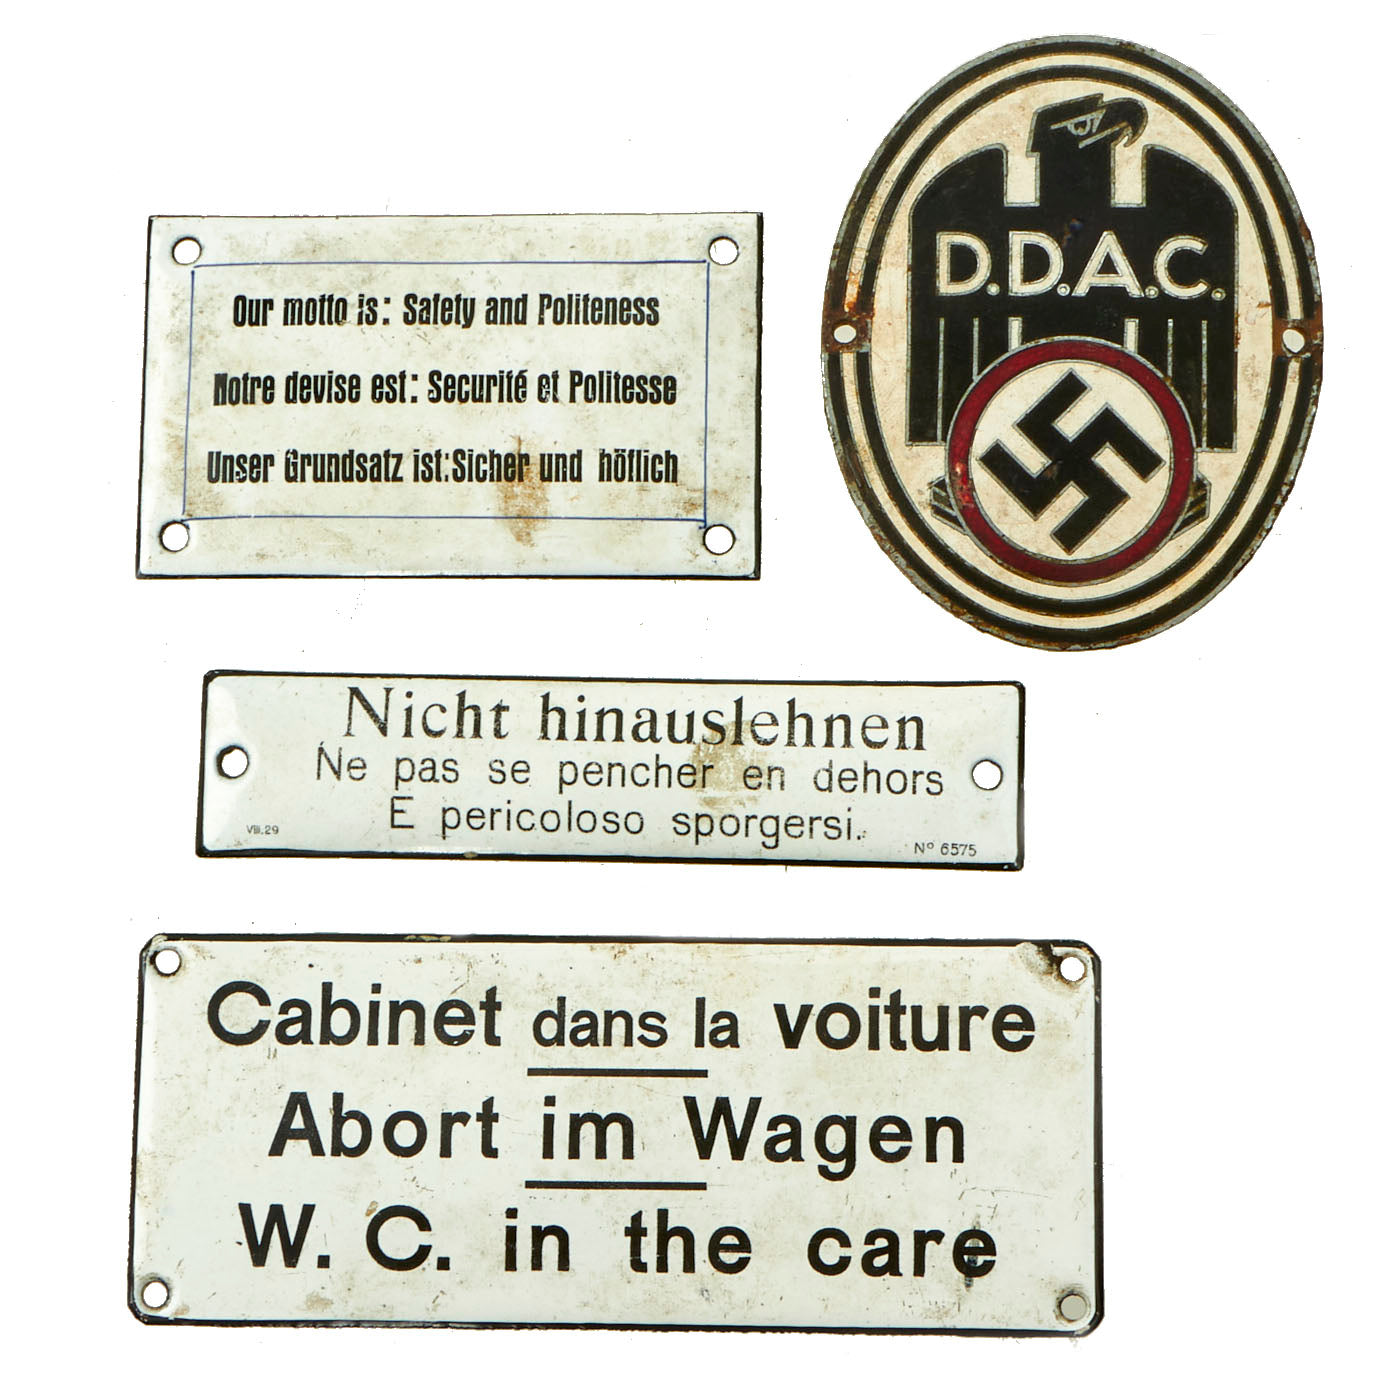 Our motto is: Safety and Politeness
Notre devise est: Securité et Politesse
Unser Grundsatz ist: Sicher und höflich
D.D.A.C.
Nicht hinauslehnen
Ne pas se pencher en dehors
E pericoloso sporgersi.
VIII.29
Nº 6575
Cabinet dans la voiture
Abort im Wagen
W. C. in the care